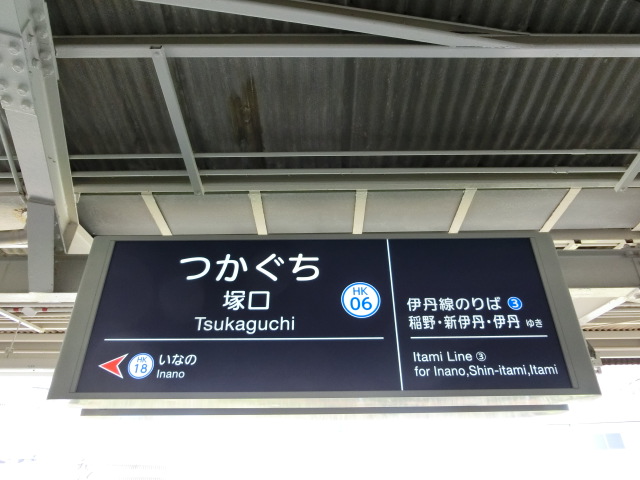 つかぐち
塚口
Tsukaguchi
HK
06
HK
18
いなの
Inano
伊丹線のりば ③
稲野・新伊丹・伊丹 ゆき
Itami Line ③
for Inano,Shin-itami,Itami